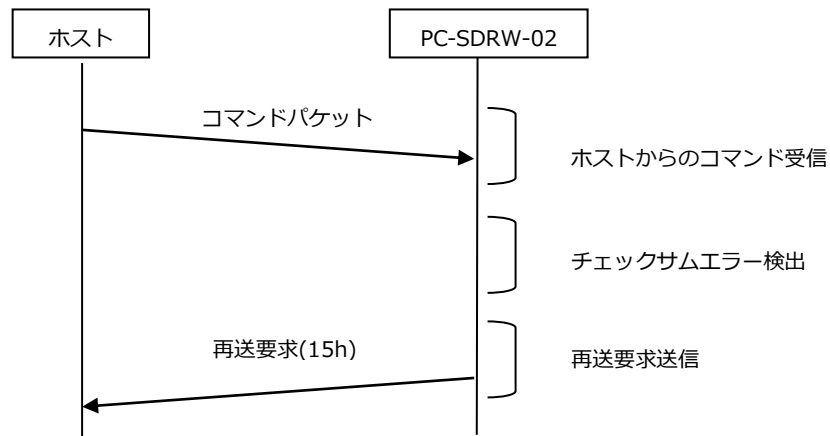 ホスト
PC-SDRW-02
コマンドパケット
ホストからのコマンド受信
チェックサムエラー検出
再送要求(15h)
再送要求送信